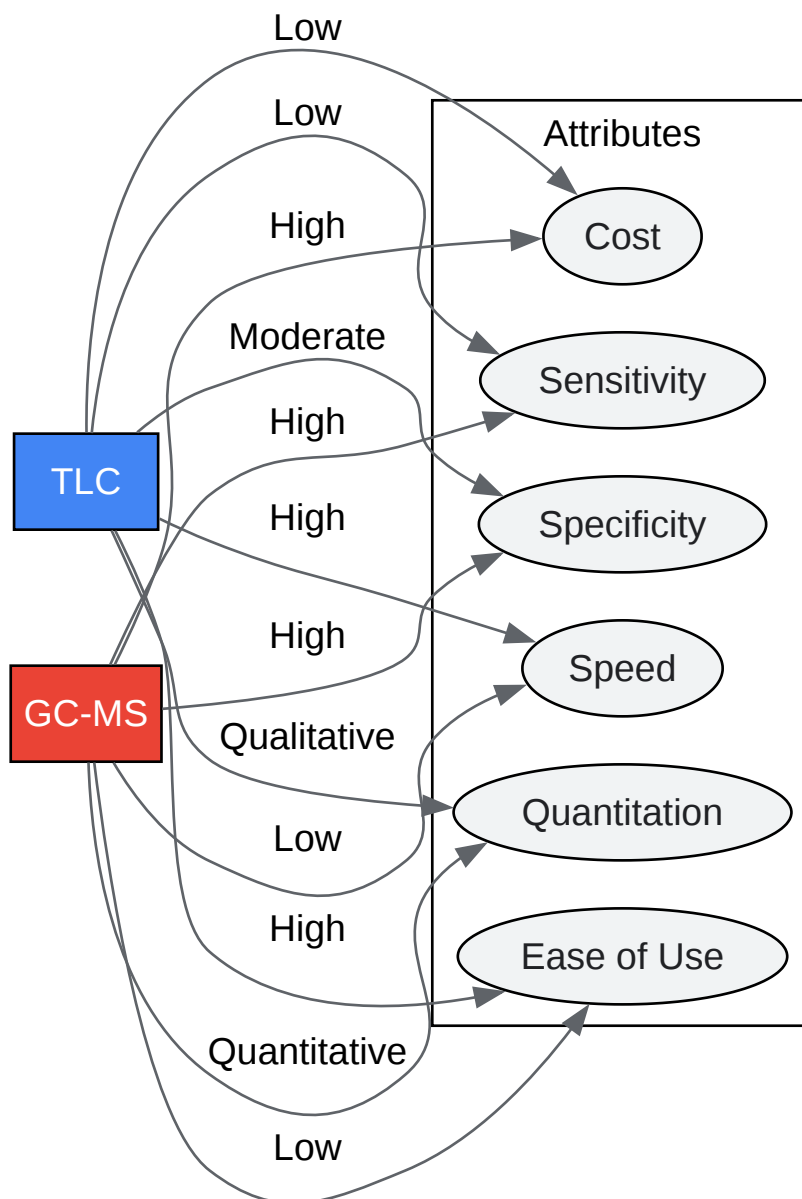 Low
Low
Attributes
High
Cost
Moderate
Sensitivity
High
TLC
High
Specificity
High
Speed
GC-MS
Qualitative
Quantitation
Low
High
Ease of Use
Quantitative
Low